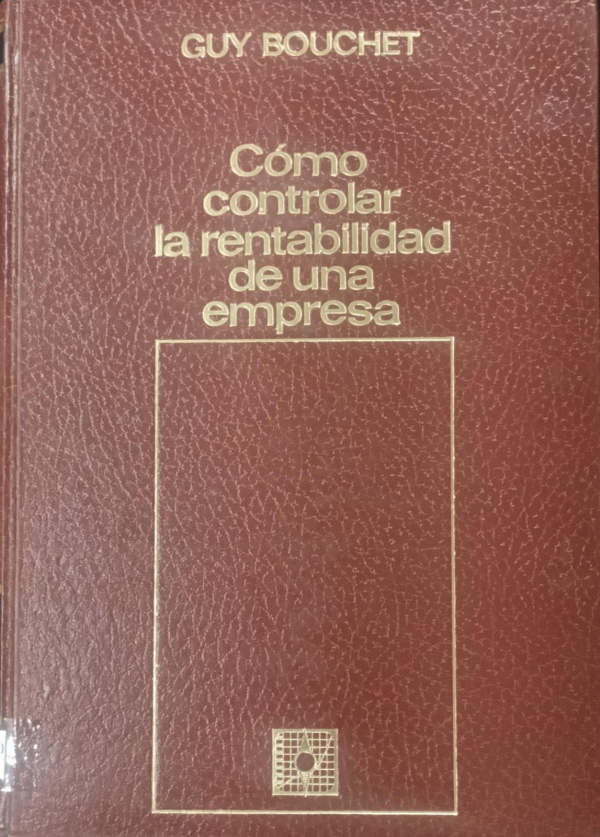 GUY BOUCHET
Cómo
controlar
la rentabilidad
de una
empresa